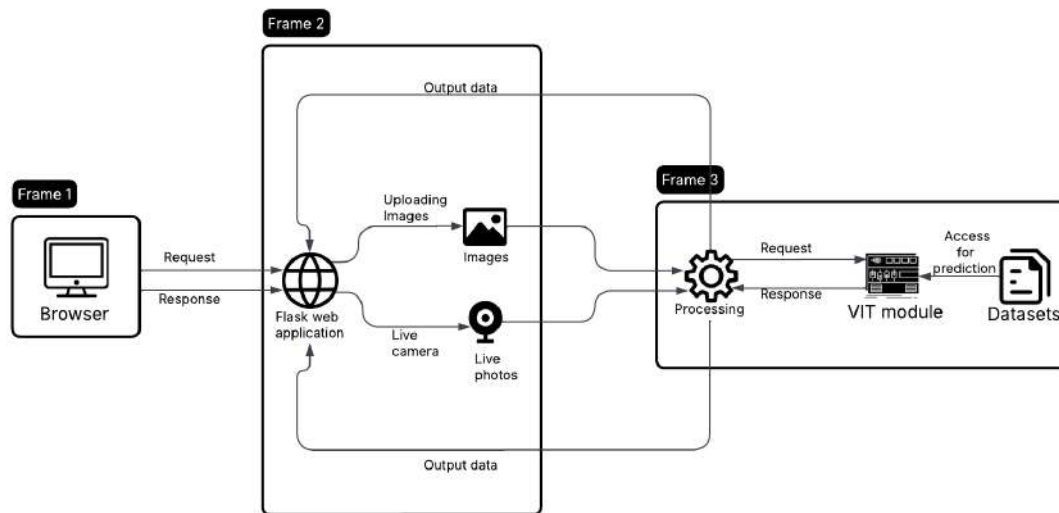 Frame 2
Output data
Frame 1
Frame 3
Uploading
Images
Request
Response
Browser
Images
Flask web
application
Live
camera
Live
photos
Request
Response
Processing
Access
for
prediction
VIT module
Datasets
Output data